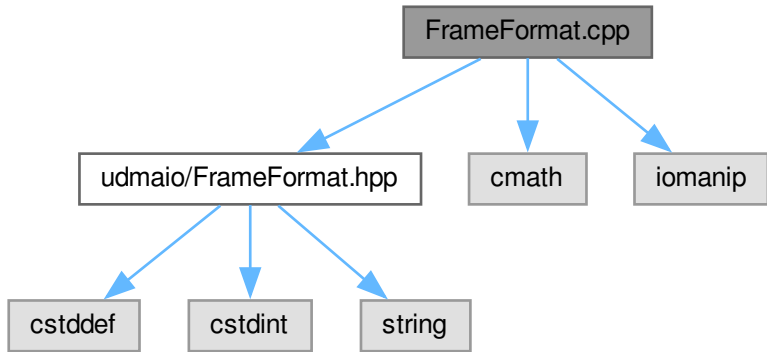 FrameFormat.cpp
udmaio/FrameFormat.hpp
cmath
iomanip
cstddef
cstdint
string